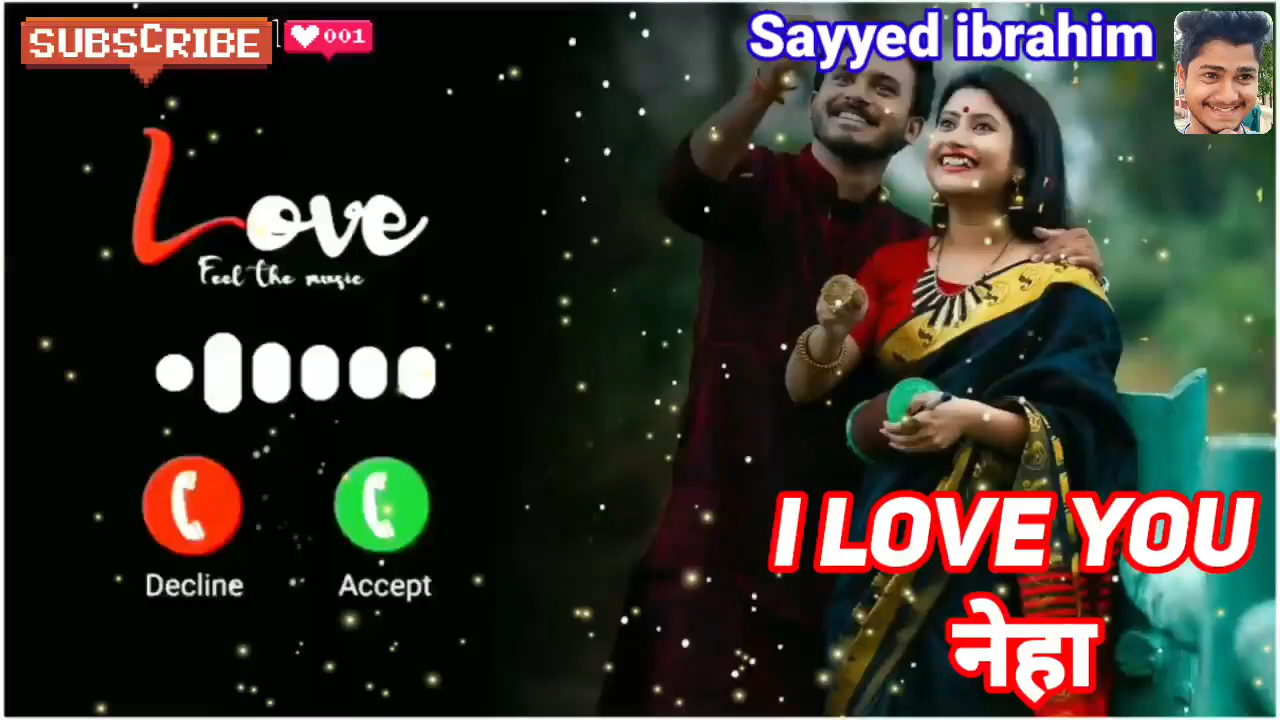 SUBSCRIBE
001
Sayyed ibrahim
Love
Feel the music
Decline
Accept
I LOVE YOU
नेहा